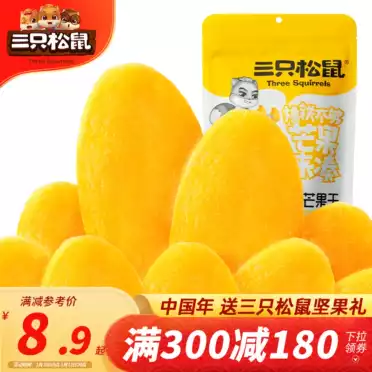 三只松鼠
三只松鼠
Three Squirrels
芒果干
满减参考价
¥8.9起
中国年 送三只松鼠坚果礼
满300减180
下拉领券